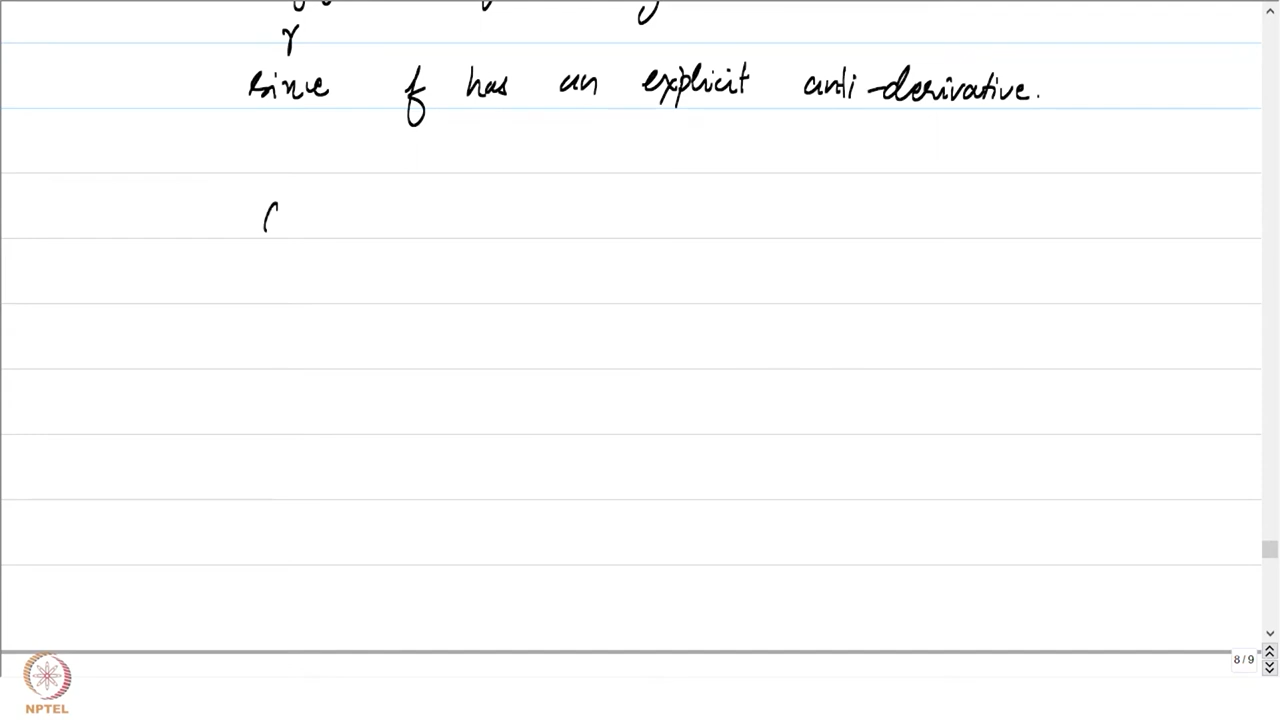 γ
since f has an explicit anti-derivative.
(
8/9
NPTEL